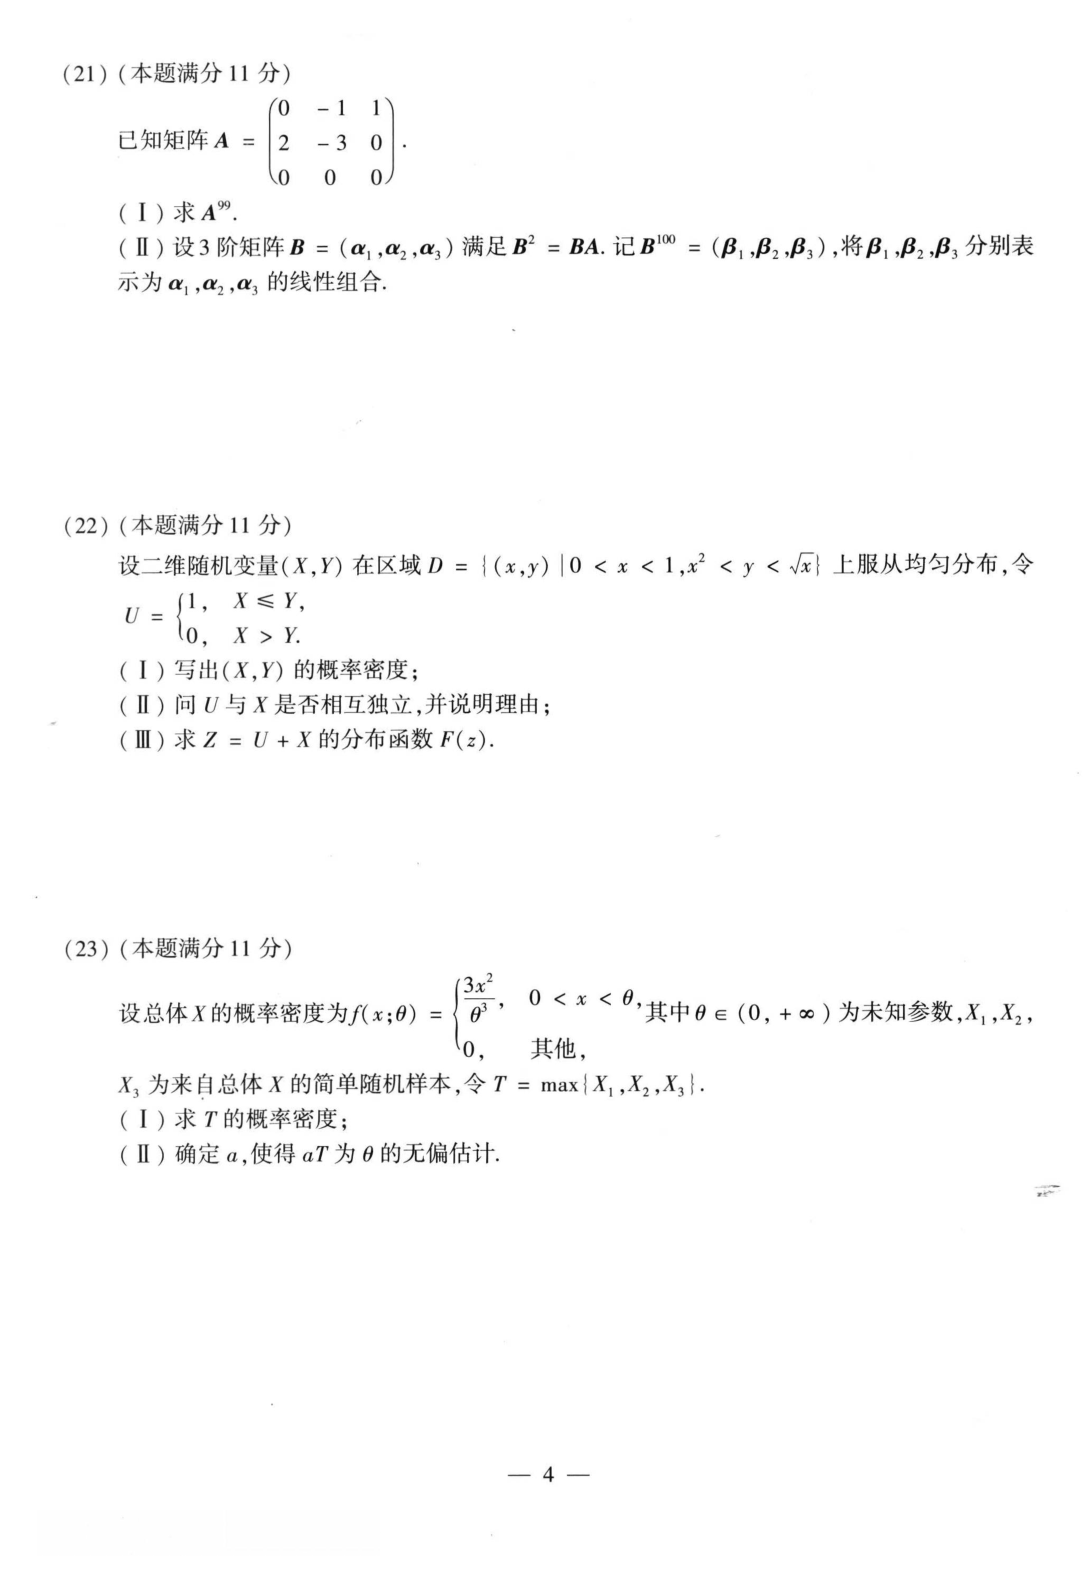 (21)(本题满分11分)
已知矩阵A = (0 −1 1
2 −3 0
0 0 0).
(Ⅰ)求A⁹⁹.
(Ⅱ)设3阶矩阵B = (α₁,α₂,α₃)满足B² = BA.记B¹⁰⁰ = (β₁,β₂,β₃),将β₁,β₂,β₃分别表
示为α₁,α₂,α₃的线性组合.
(22)(本题满分11分)
设二维随机变量(X,Y)在区域D = {(x,y)|0 < x < 1,x² < y < √x}上服从均匀分布,令
U = {1, X ≤ Y,
0, X > Y.
(Ⅰ)写出(X,Y)的概率密度;
(Ⅱ)问U与X是否相互独立,并说明理由;
(Ⅲ)求Z = U + X的分布函数F(z).
(23)(本题满分11分)
设总体X的概率密度为f(x;θ) = {3x²/θ³, 0 < x < θ, 其中θ∈(0,+∞)为未知参数,X₁,X₂,
0, 其他,
X₃为来自总体X的简单随机样本,令T = max{X₁,X₂,X₃}.
(Ⅰ)求T的概率密度;
(Ⅱ)确定a,使得aT为θ的无偏估计.
— 4 —